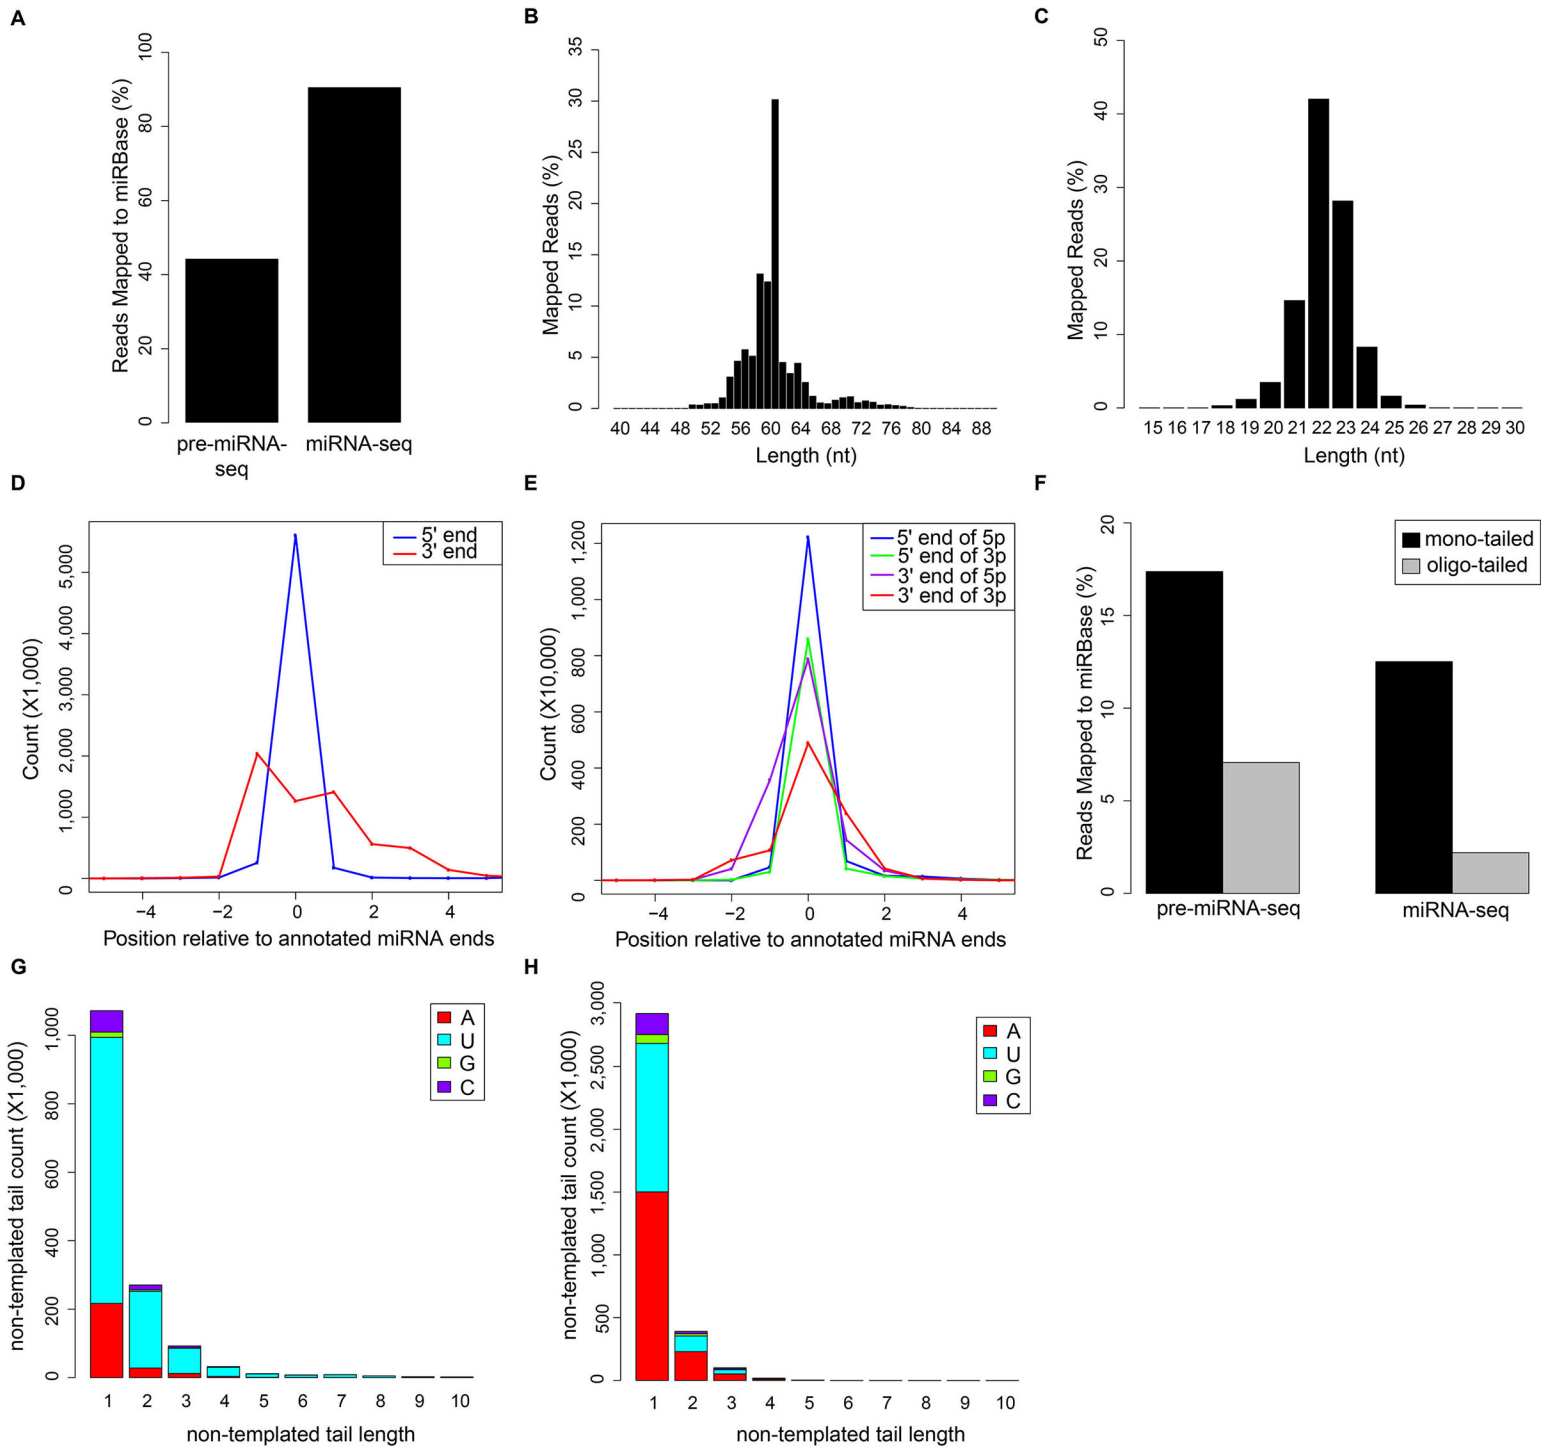 A
Reads Mapped to miRBase (%)
0 20 40 60 80 100
pre-miRNA-
seq
miRNA-seq
B
Mapped Reads (%)
0 5 10 15 20 25 30 35
40 44 48 52 56 60 64 68 72 76 80 84 88
Length (nt)
C
Mapped Reads (%)
0 10 20 30 40 50
15 16 17 18 19 20 21 22 23 24 25 26 27 28 29 30
Length (nt)
D
Count (X1,000)
0 1,000 2,000 3,000 4,000 5,000
5' end
3' end
−4 −2 0 2 4
Position relative to annotated miRNA ends
E
Count (X10,000)
0 200 400 600 800 1,000 1,200
5' end of 5p
5' end of 3p
3' end of 5p
3' end of 3p
−4 −2 0 2 4
Position relative to annotated miRNA ends
F
Reads Mapped to miRBase (%)
0 5 10 15 20
mono-tailed
oligo-tailed
pre-miRNA-seq miRNA-seq
G
non-templated tail count (X1,000)
0 200 400 600 800 1,000
A
U
G
C
1 2 3 4 5 6 7 8 9 10
non-templated tail length
H
non-templated tail count (X1,000)
0 500 1,000 1,500 2,000 2,500 3,000
A
U
G
C
1 2 3 4 5 6 7 8 9 10
non-templated tail length